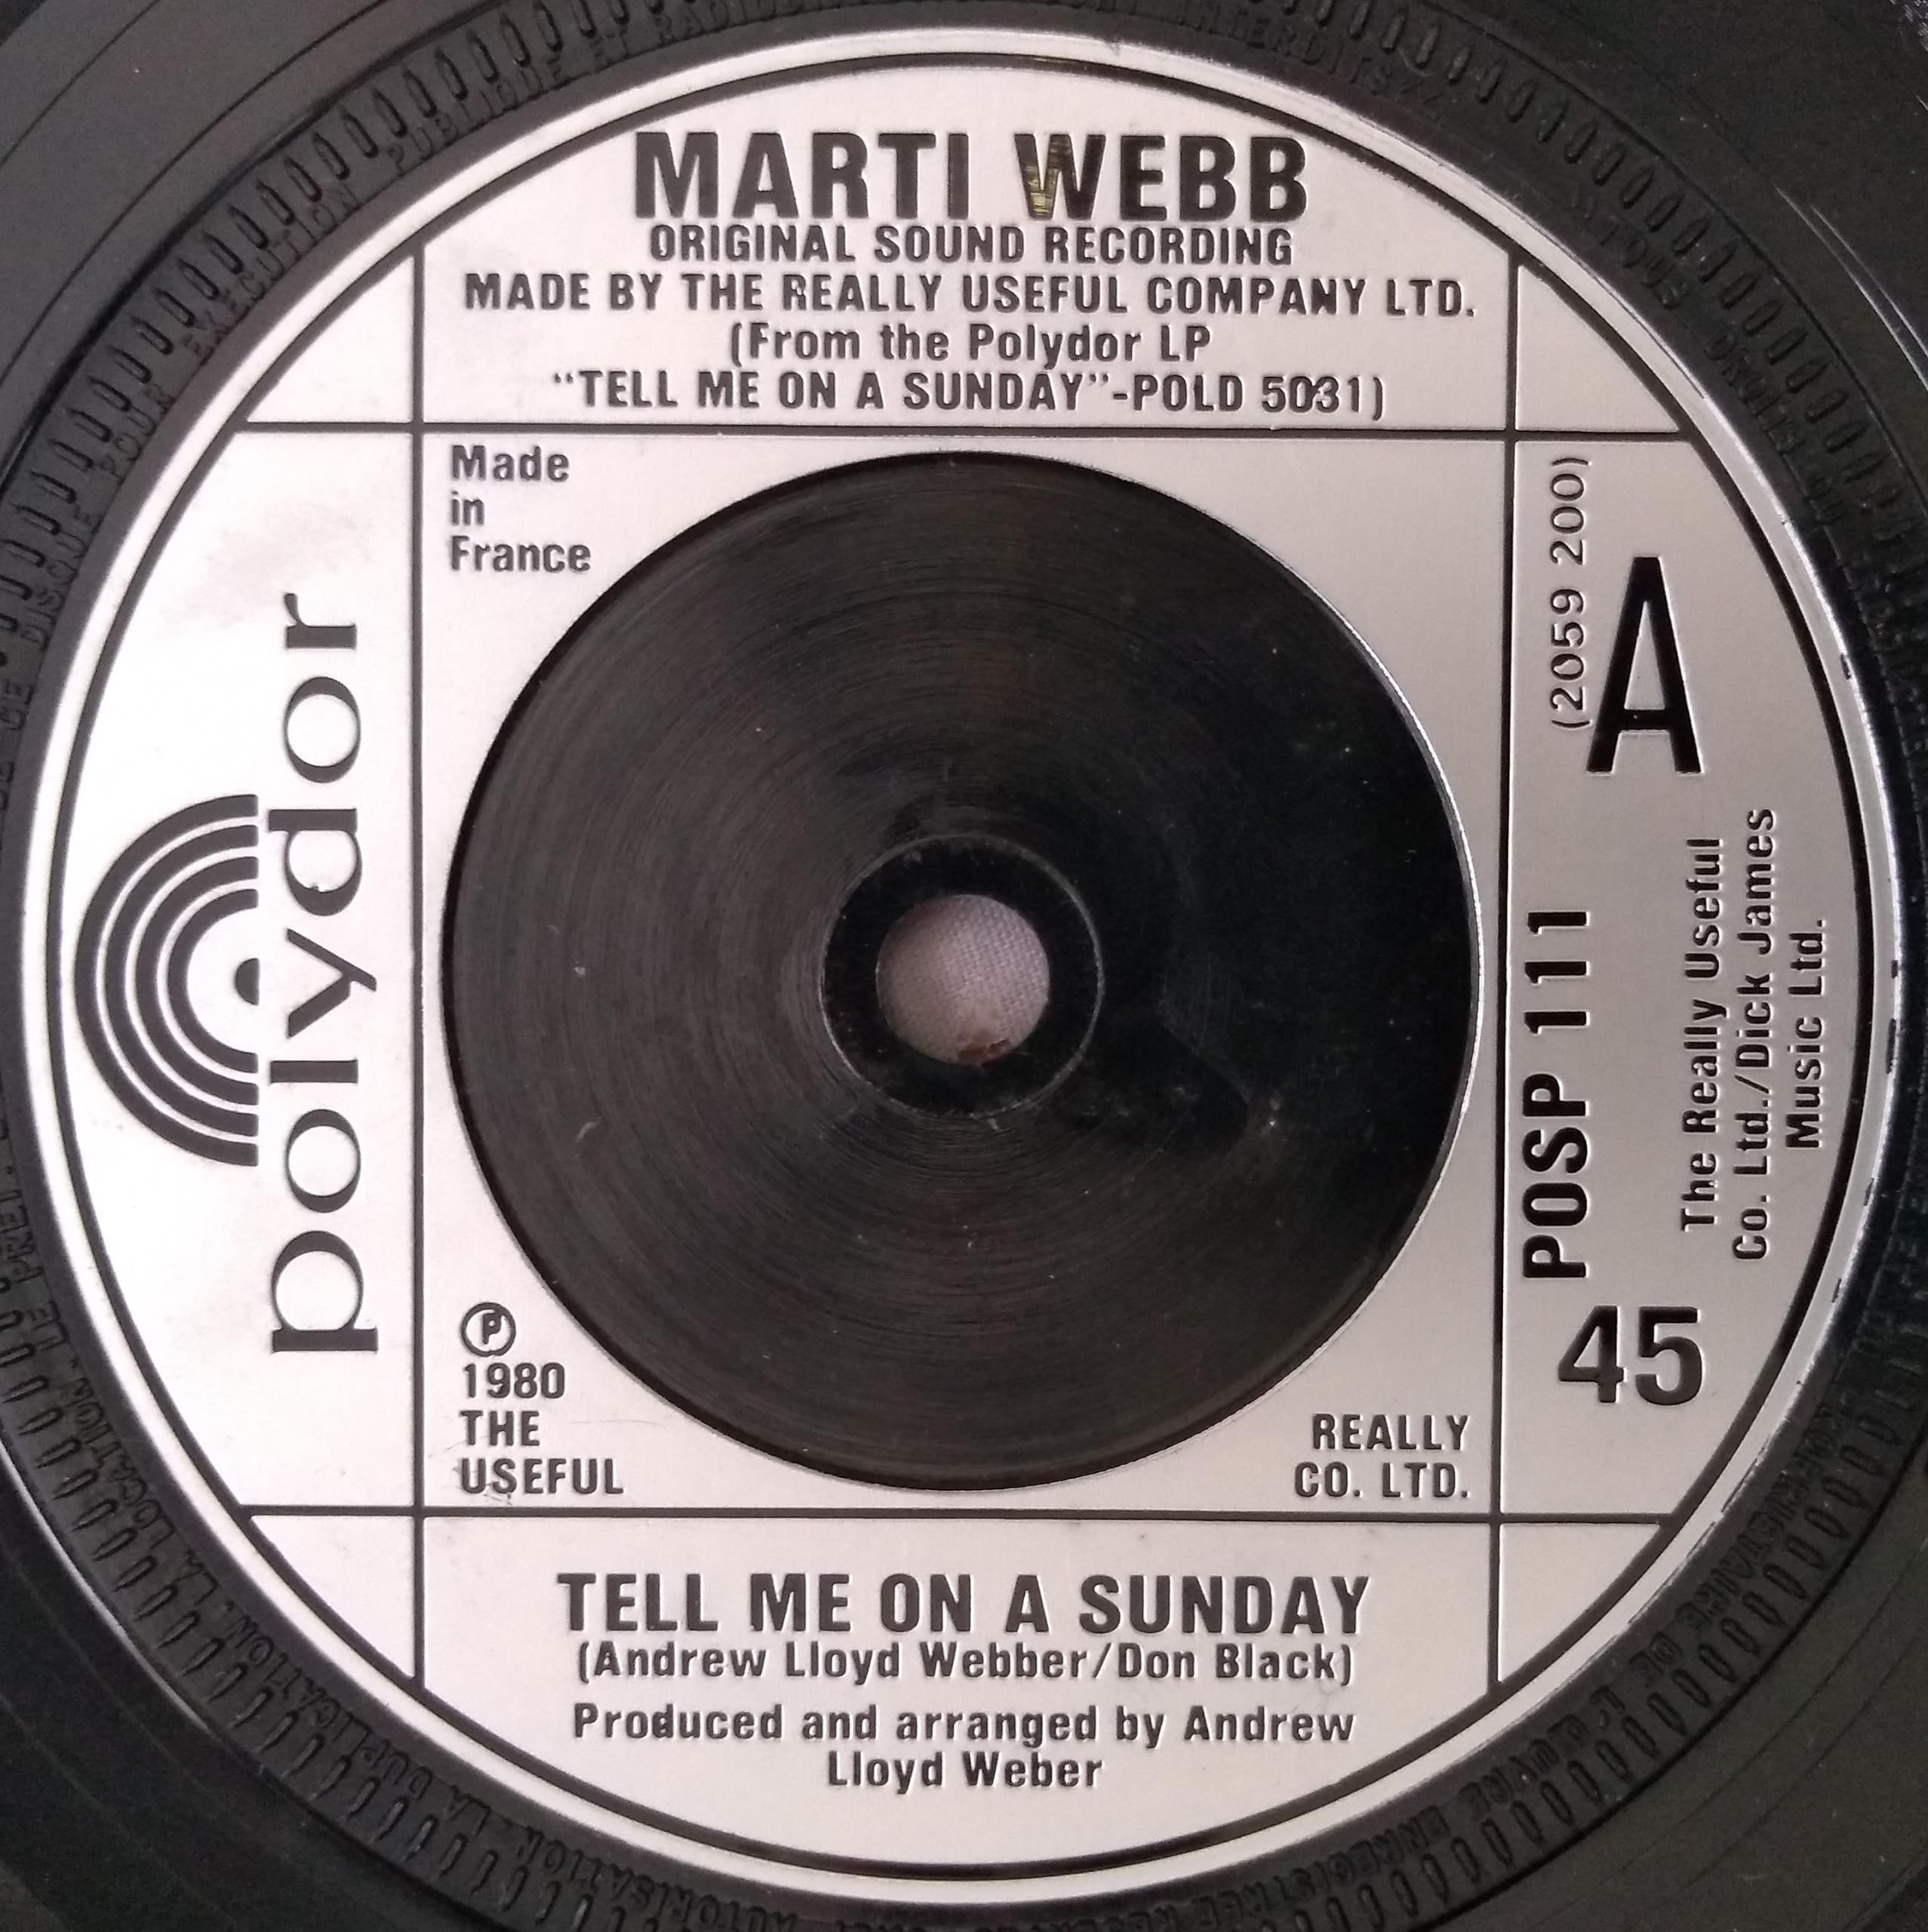 MARTI WEBB
ORIGINAL SOUND RECORDING
MADE BY THE REALLY USEFUL COMPANY LTD.
(From the Polydor LP
“TELL ME ON A SUNDAY”-POLD 5031)
Made
in
France
polydor
(2059 200)
A
POSP 111
The Really Useful
Co. Ltd./Dick James
Music Ltd.
45
Ⓟ
1980
THE REALLY
USEFUL CO. LTD.
TELL ME ON A SUNDAY
(Andrew Lloyd Webber/Don Black)
Produced and arranged by Andrew
Lloyd Weber